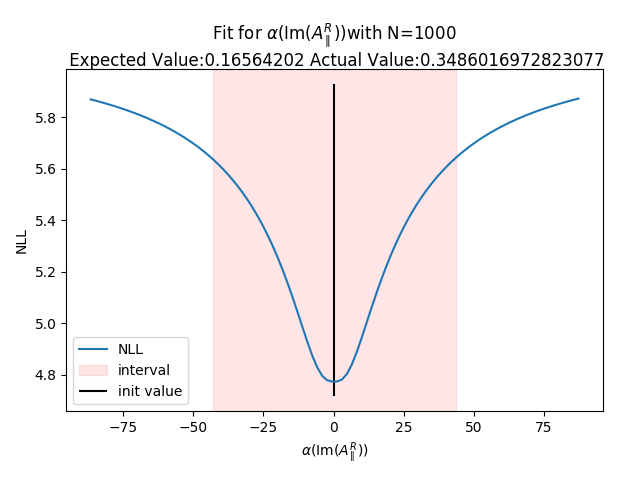 Fit for α(Im(A∥ᴿ))with N=1000
Expected Value:0.16564202 Actual Value:0.3486016972823077
NLL
5.8
5.6
5.4
5.2
5.0
4.8
NLL
interval
init value
−75 −50 −25 0 25 50 75
α(Im(A∥ᴿ))